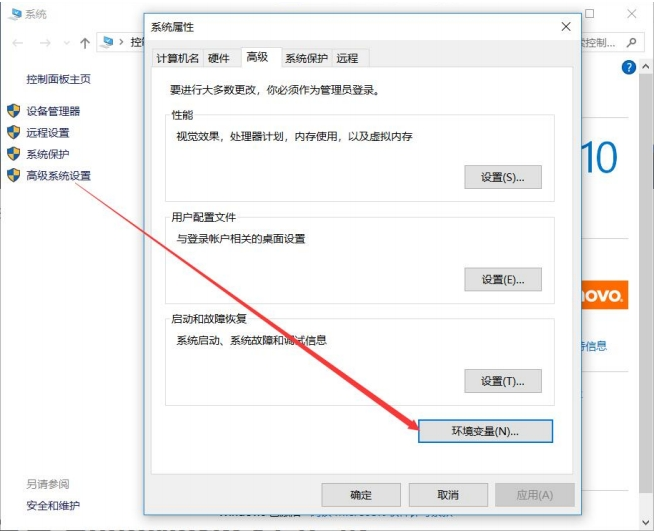 系统
系统属性
控
控制...
计算机名 硬件 高级 系统保护 远程
控制面板主页
设备管理器
远程设置
系统保护
高级系统设置
要进行大多数更改，你必须作为管理员登录。
性能
视觉效果，处理器计划，内存使用，以及虚拟内存
设置(S)...
10
用户配置文件
与登录帐户相关的桌面设置
设置(E)...
novo.
启动和故障恢复
系统启动、系统故障和调试信息
信息
设置(T)...
环境变量(N)...
另请参阅
安全和维护
确定 取消 应用(A)